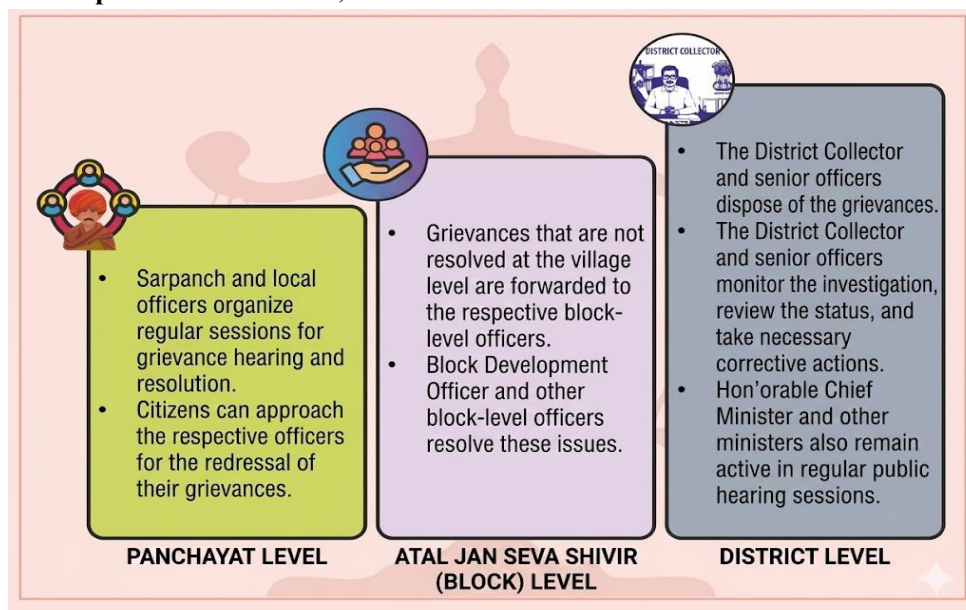 DISTRICT COLLECTOR
• Sarpanch and local
officers organize
regular sessions for
grievance hearing and
resolution.
• Citizens can approach
the respective officers
for the redressal of
their grievances.
PANCHAYAT LEVEL
• Grievances that are not
resolved at the village
level are forwarded to
the respective block-
level officers.
• Block Development
Officer and other
block-level officers
resolve these issues.
ATAL JAN SEVA SHIVIR
(BLOCK) LEVEL
• The District Collector
and senior officers
dispose of the grievances.
• The District Collector
and senior officers
monitor the investigation,
review the status, and
take necessary
corrective actions.
• Hon'orable Chief
Minister and other
ministers also remain
active in regular public
hearing sessions.
DISTRICT LEVEL